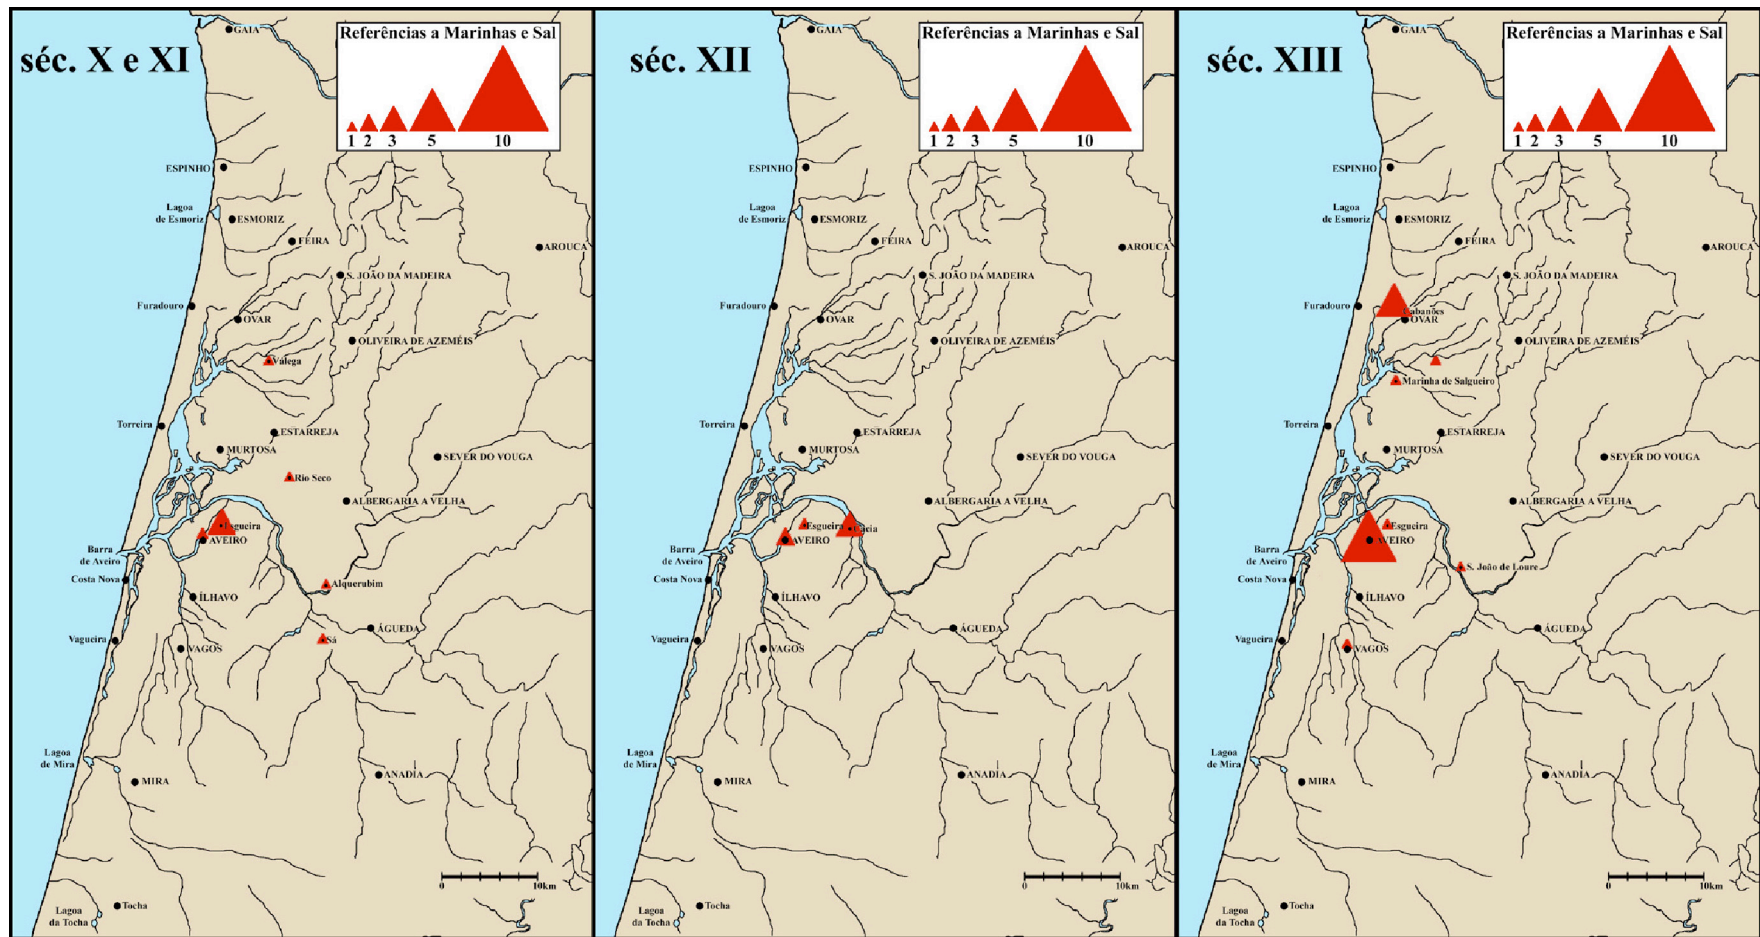 séc. X e XI
Referências a Marinhas e Sal
1 2 3 5 10
GAIA
ESPINHO
Lagoa
de Esmoriz
ESMORIZ
FEIRA
AROUCA
S. JOÃO DA MADEIRA
Furadouro
OVAR
OLIVEIRA DE AZEMÉIS
Válega
Torreira
ESTARREJA
MURTOSA
SEVER DO VOUGA
Rio Seco
ALBERGARIA A VELHA
Esgueira
AVEIRO
Barra
de Aveiro
Costa Nova
Alquerubim
ÍLHAVO
Vagueira
Sá
ÁGUEDA
VAGOS
Lagoa
de Mira
MIRA
ANADIA
0 10km
Tocha
Lagoa
da Tocha
séc. XII
Referências a Marinhas e Sal
1 2 3 5 10
GAIA
ESPINHO
Lagoa
de Esmoriz
ESMORIZ
FEIRA
AROUCA
S. JOÃO DA MADEIRA
Furadouro
OVAR
OLIVEIRA DE AZEMÉIS
Torreira
ESTARREJA
MURTOSA
SEVER DO VOUGA
ALBERGARIA A VELHA
Esgueira
Cacia
AVEIRO
Barra
de Aveiro
Costa Nova
ÍLHAVO
Vagueira
ÁGUEDA
VAGOS
Lagoa
de Mira
MIRA
ANADIA
0 10km
Tocha
Lagoa
da Tocha
séc. XIII
Referências a Marinhas e Sal
1 2 3 5 10
GAIA
ESPINHO
Lagoa
de Esmoriz
ESMORIZ
FEIRA
AROUCA
S. JOÃO DA MADEIRA
Furadouro
Cabanões
OVAR
OLIVEIRA DE AZEMÉIS
Marinha de Salgueiro
Torreira
ESTARREJA
MURTOSA
SEVER DO VOUGA
ALBERGARIA A VELHA
Esgueira
AVEIRO
Barra
de Aveiro
S. João de Loure
Costa Nova
ÍLHAVO
Vagueira
ÁGUEDA
VAGOS
Lagoa
de Mira
MIRA
ANADIA
0 10km
Tocha
Lagoa
da Tocha